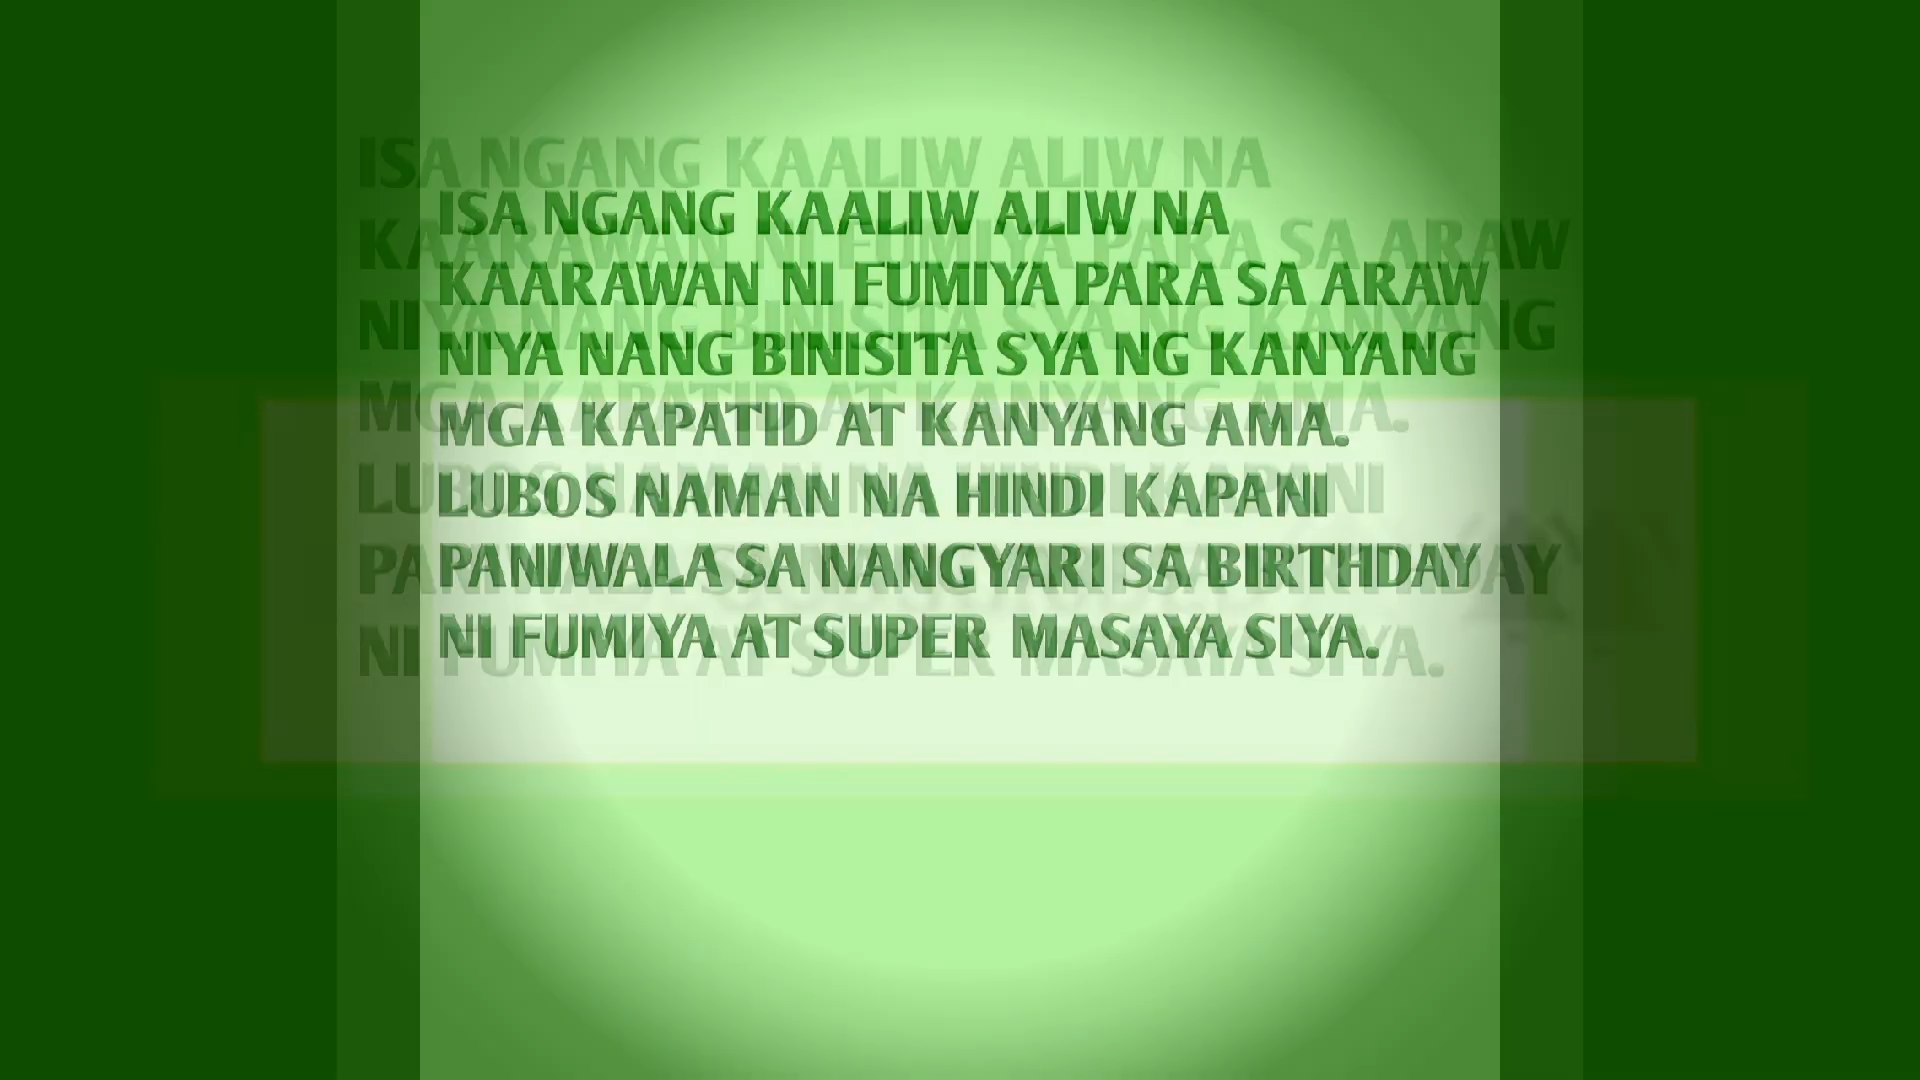 ISA NGANG KAALIW ALIW NA
KAARAWAN NI FUMIYA PARA SA ARAW
NIYA NANG BINISITA SYA NG KANYANG
MGA KAPATID AT KANYANG AMA.
LUBOS NAMAN NA HINDI KAPANI
PANIWALA SA NANGYARI SA BIRTHDAY
NI FUMIYA AT SUPER MASAYA SIYA.